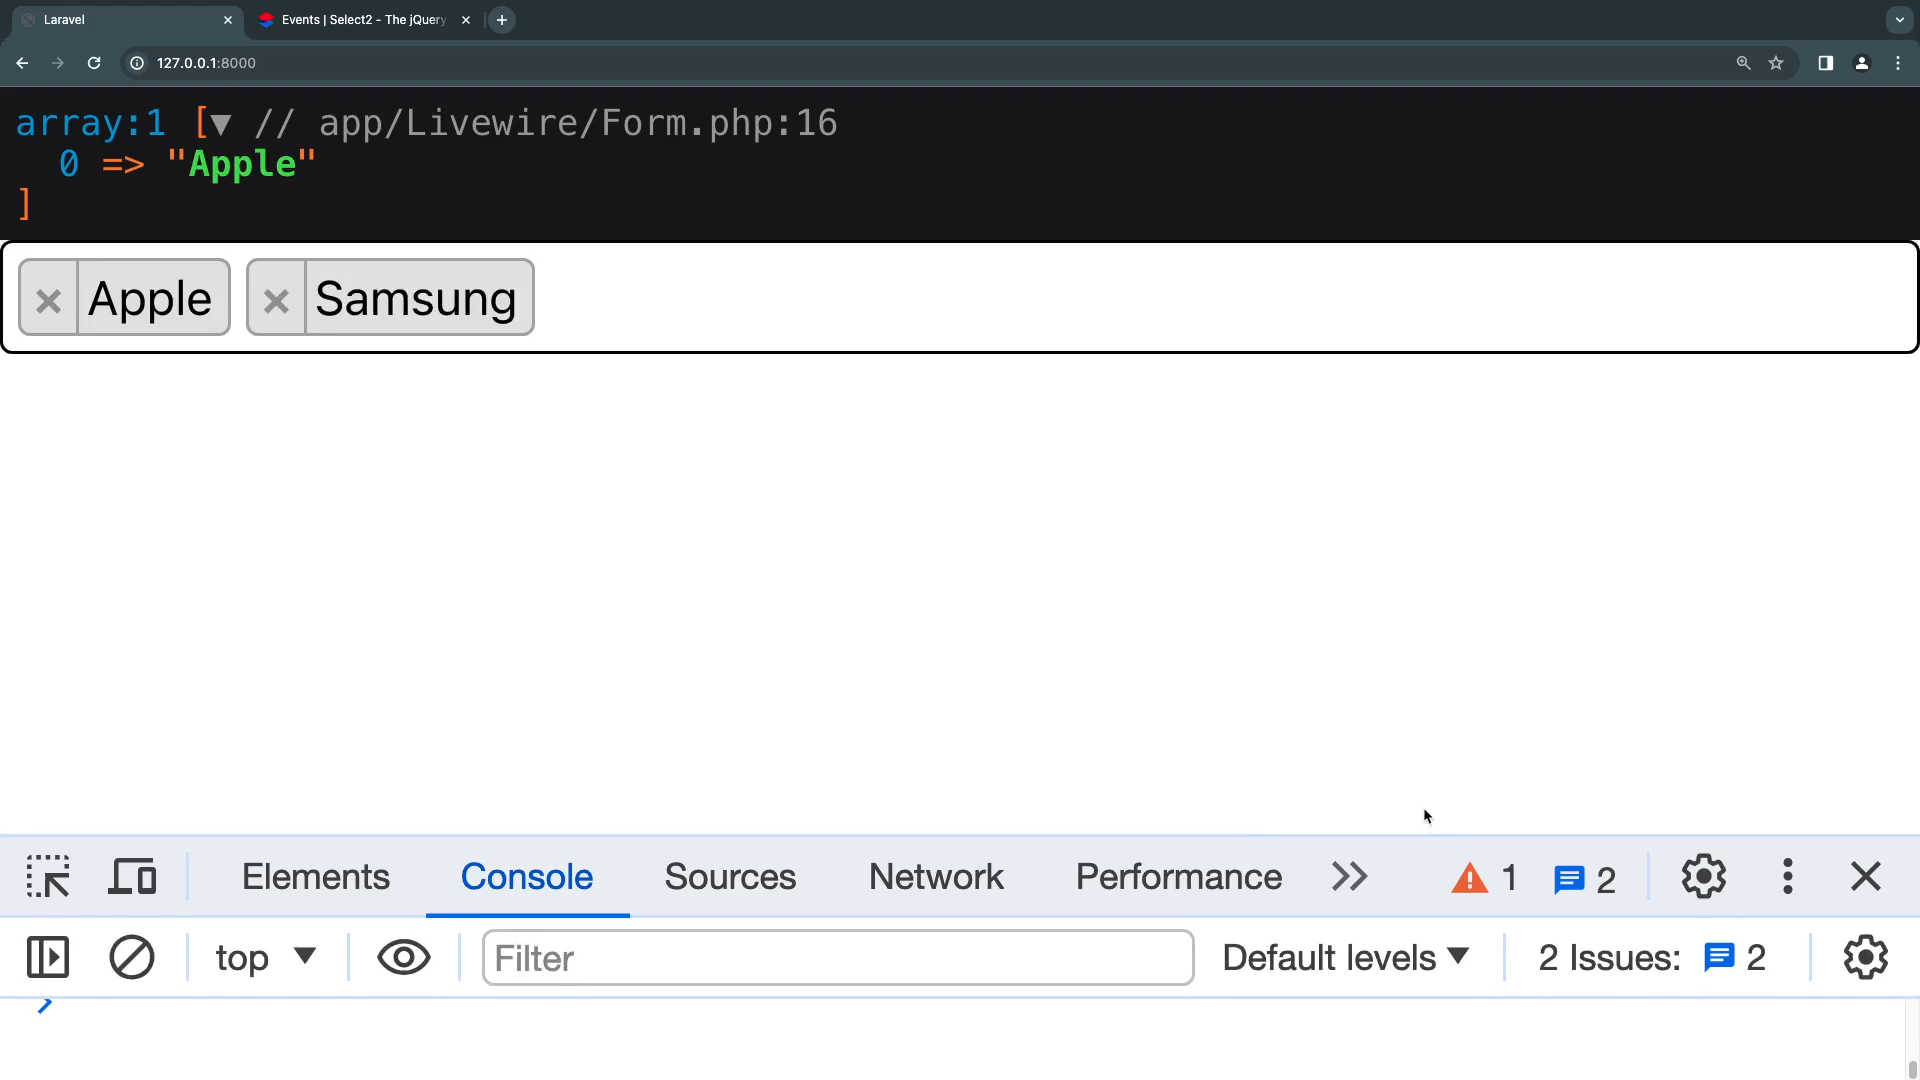 Laravel
Events | Select2 - The jQuery
127.0.0.1:8000
array:1 [▼ // app/Livewire/Form.php:16
0 => "Apple"
]
× Apple × Samsung
Elements Console Sources Network Performance 1 2
top Filter Default levels 2 Issues: 2